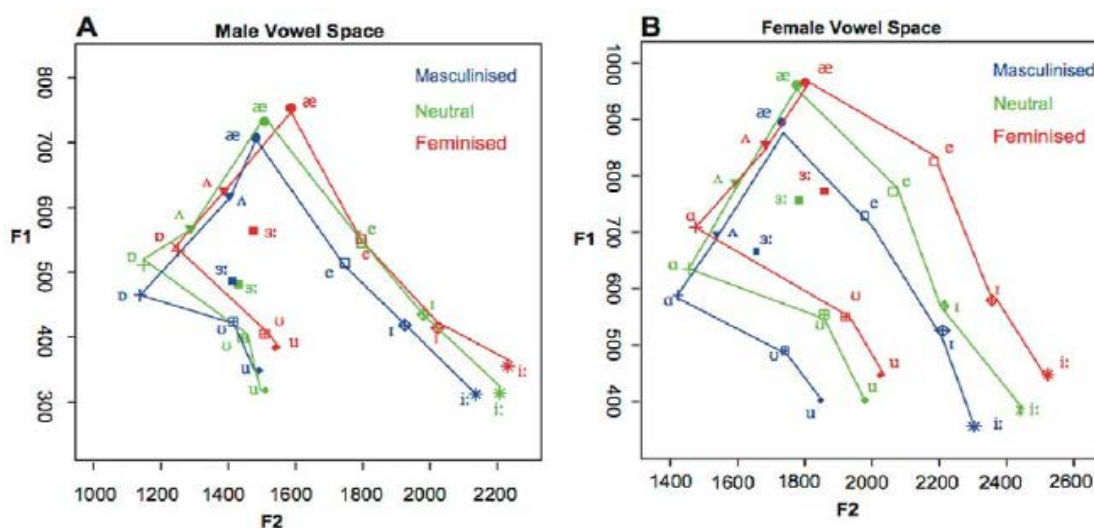 A
Male Vowel Space
Masculinised
Neutral
Feminised
800
700
600
500
400
300
F1
æ
æ
æ
ʌ
ʌ
ʌ
ɒ
ɒ
ɒ
ɜː
ɜː
ɜː
e
e
e
ʊ
ʊ
ʊ
u
u
u
ɪ
ɪ
ɪ
iː
iː
iː
1000 1200 1400 1600 1800 2000 2200
F2
B
Female Vowel Space
Masculinised
Neutral
Feminised
1000
900
800
700
600
500
400
F1
æ
æ
æ
ʌ
ʌ
ʌ
ɑ
ɑ
ɑ
ɜː
ɜː
ɜː
e
e
e
ʊ
ʊ
ʊ
u
u
u
ɪ
ɪ
ɪ
iː
iː
iː
1400 1600 1800 2000 2200 2400 2600
F2